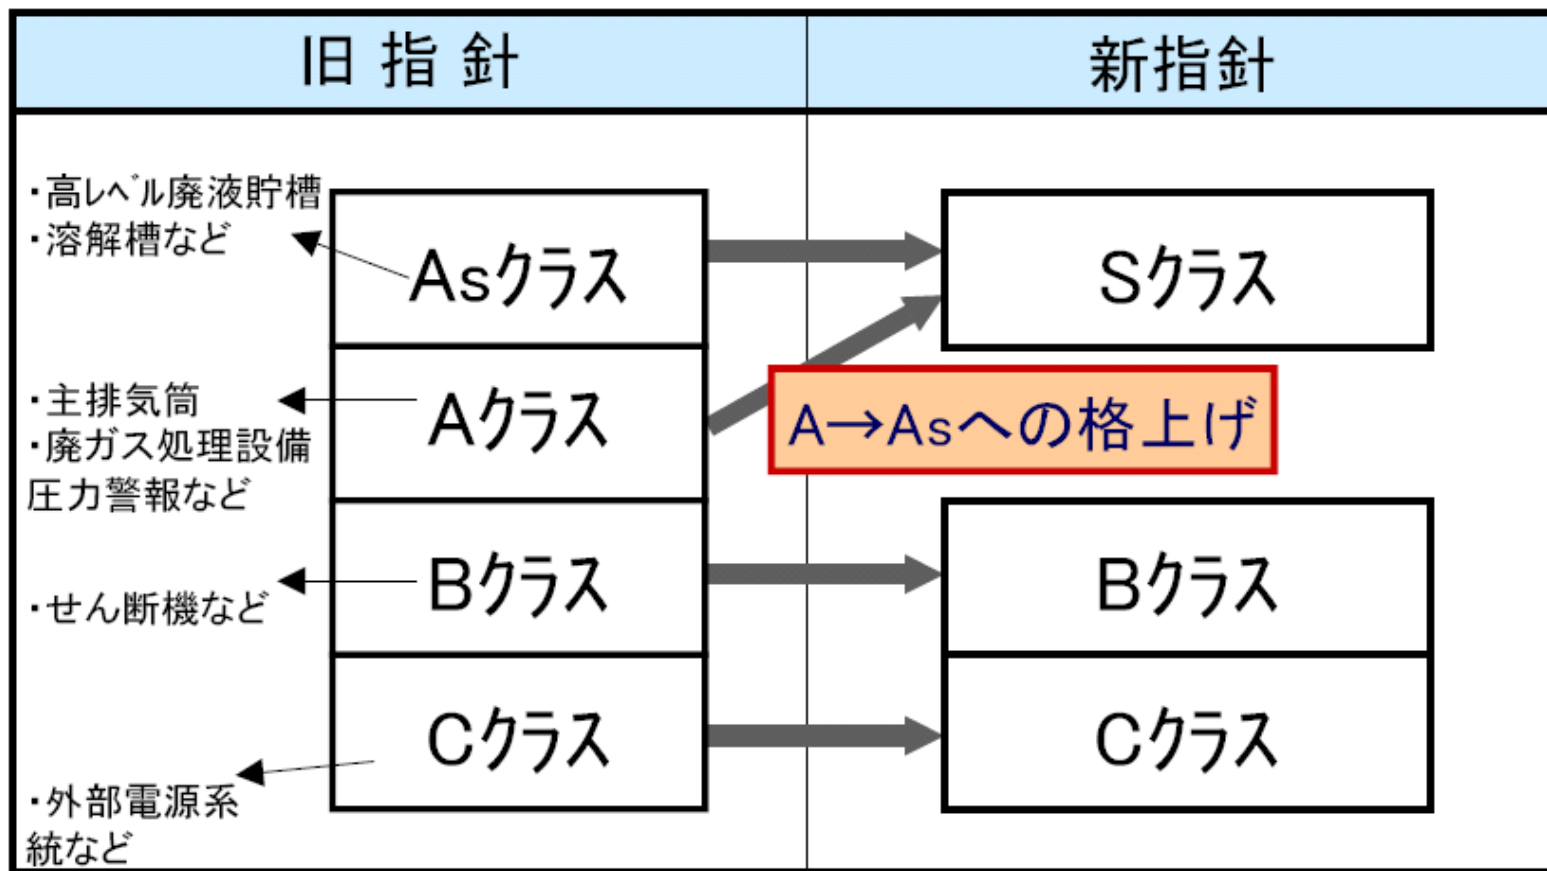 旧指針
新指針
・高ﾚﾍﾞﾙ廃液貯槽
・溶解槽など
Asｸﾗｽ
Sｸﾗｽ
・主排気筒
・廃ガス処理設備
圧力警報など
Aｸﾗｽ
A→Asへの格上げ
・せん断機など
Bｸﾗｽ
Bｸﾗｽ
・外部電源系
統など
Cｸﾗｽ
Cｸﾗｽ